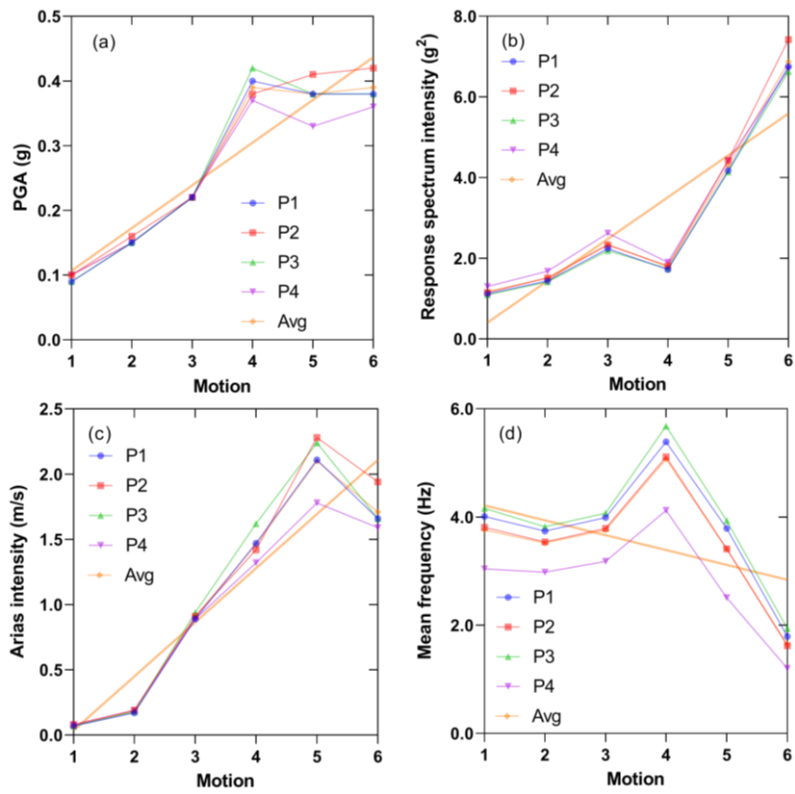 (a)
PGA (g)
0.5
0.4
0.3
0.2
0.1
0.0
P1
P2
P3
P4
Avg
1 2 3 4 5 6
Motion
(b)
Response spectrum intensity (g²)
8.0
6.0
4.0
2.0
0.0
P1
P2
P3
P4
Avg
1 2 3 4 5 6
Motion
(c)
Arias intensity (m/s)
2.5
2.0
1.5
1.0
0.5
0.0
P1
P2
P3
P4
Avg
1 2 3 4 5 6
Motion
(d)
Mean frequency (Hz)
6.0
4.0
2.0
0.0
P1
P2
P3
P4
Avg
1 2 3 4 5 6
Motion